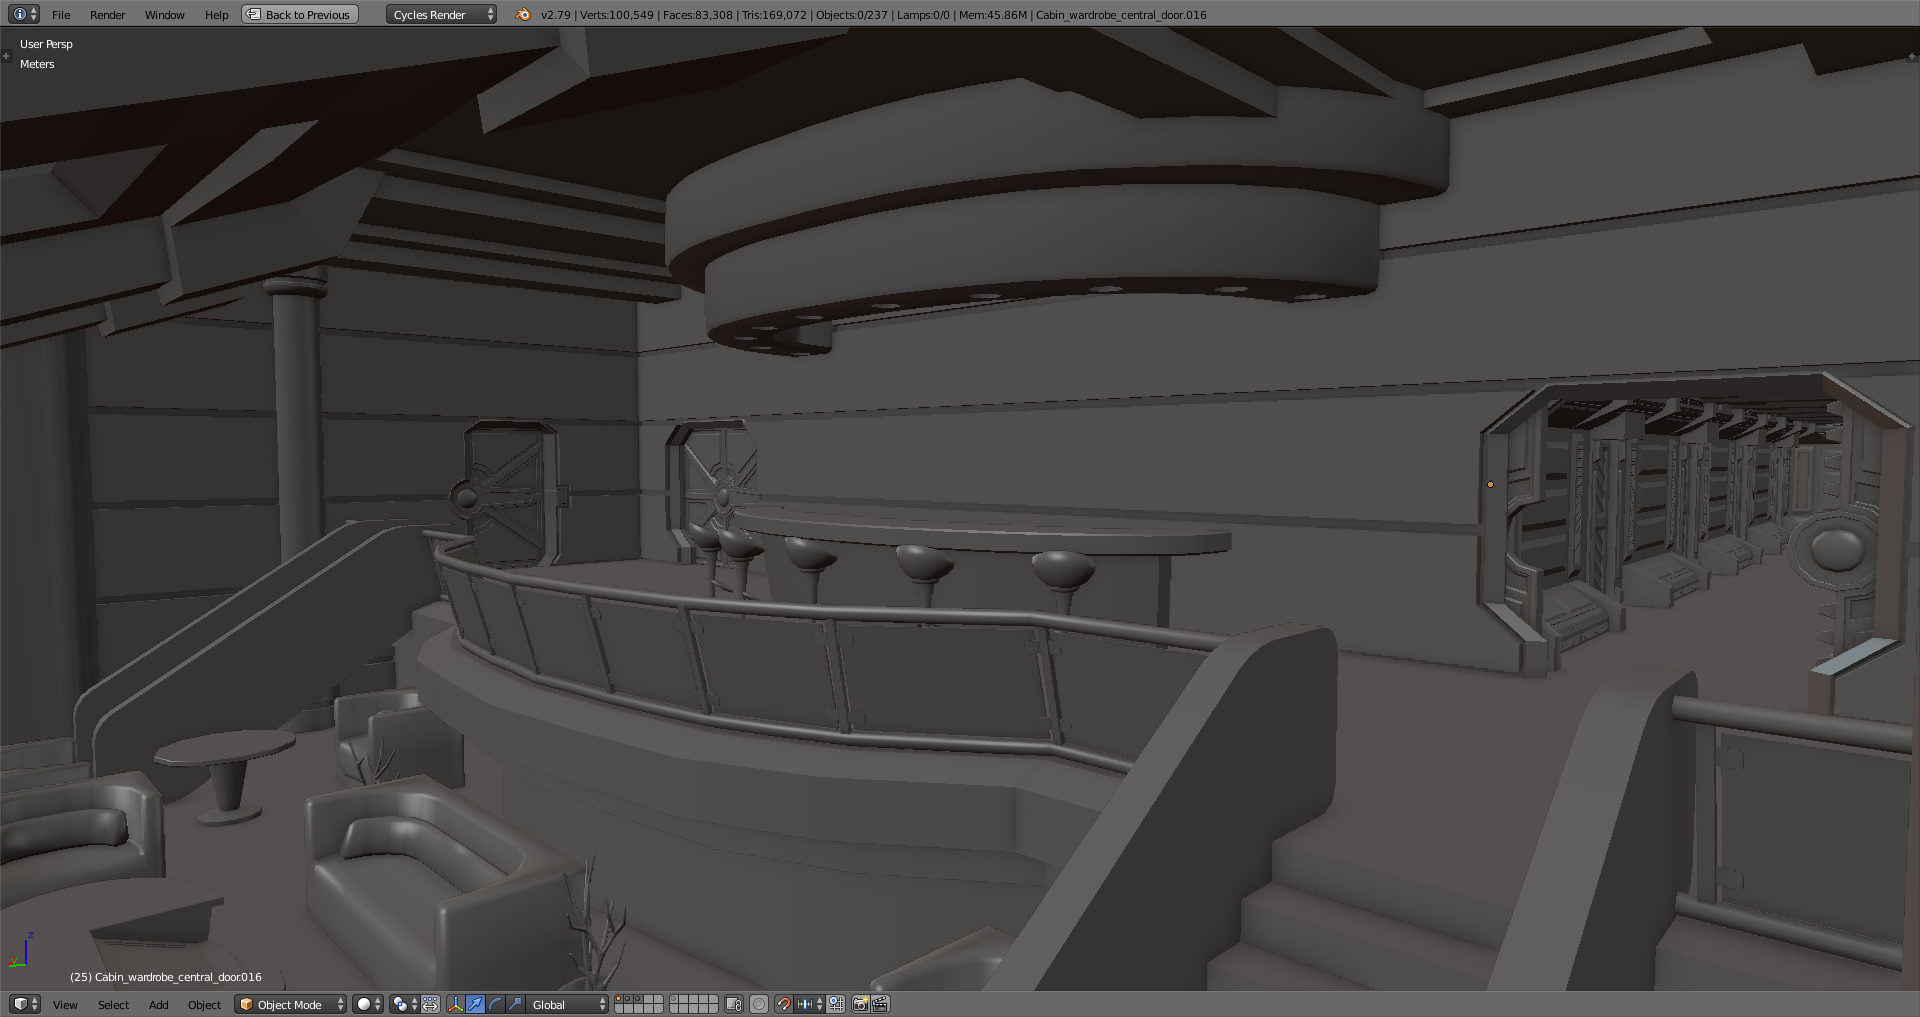 File Render Window Help Back to Previous Cycles Render v2.79 | Verts:100,549 | Faces:83,308 | Tris:169,072 | Objects:0/237 | Lamps:0/0 | Mem:45.86M | Cabin_wardrobe_central_door.016
User Persp
Meters
z
y
(25) Cabin_wardrobe_central_door.016
View Select Add Object Object Mode Global